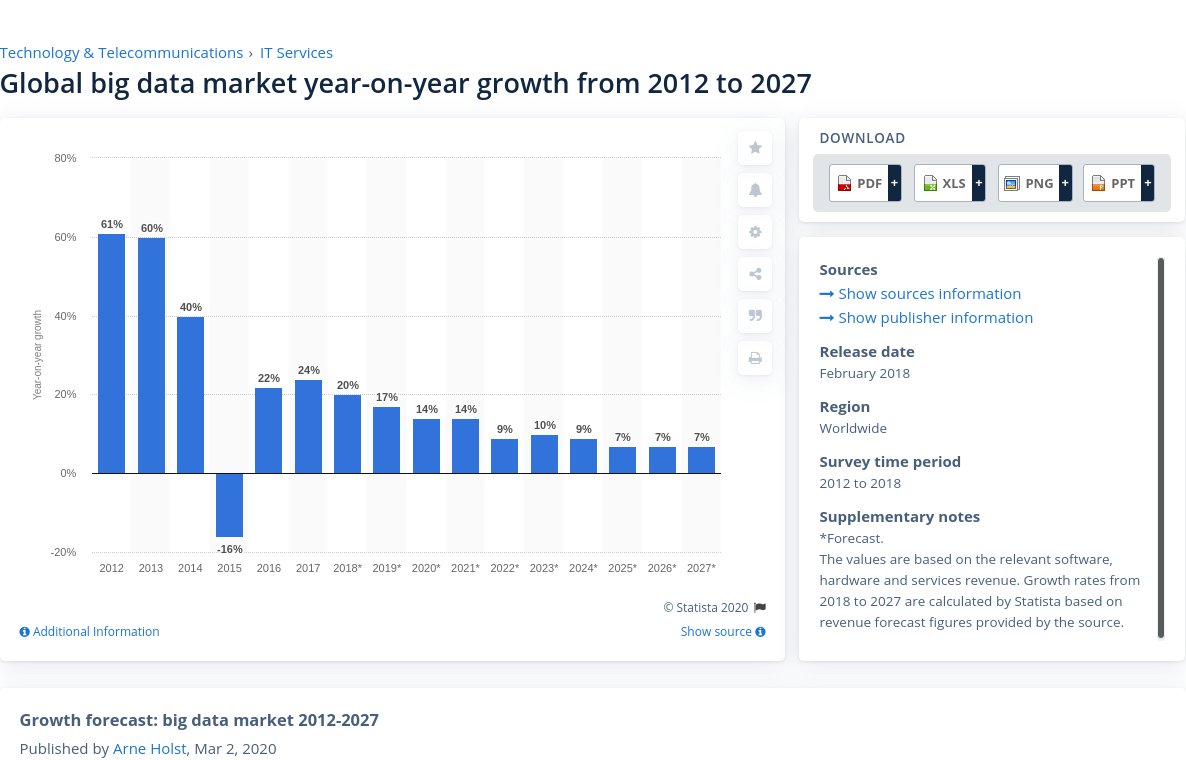 Technology & Telecommunications › IT Services
Global big data market year-on-year growth from 2012 to 2027
80%
60%
40%
20%
0%
-20%
Year-on-year growth
61%
60%
40%
-16%
22%
24%
20%
17%
14%
14%
9%
10%
9%
7%
7%
7%
2012 2013 2014 2015 2016 2017 2018* 2019* 2020* 2021* 2022* 2023* 2024* 2025* 2026* 2027*
© Statista 2020
Additional Information
Show source
DOWNLOAD
PDF + XLS + PNG + PPT +
Sources
Show sources information
Show publisher information
Release date
February 2018
Region
Worldwide
Survey time period
2012 to 2018
Supplementary notes
*Forecast.
The values are based on the relevant software,
hardware and services revenue. Growth rates from
2018 to 2027 are calculated by Statista based on
revenue forecast figures provided by the source.
Growth forecast: big data market 2012-2027
Published by Arne Holst, Mar 2, 2020